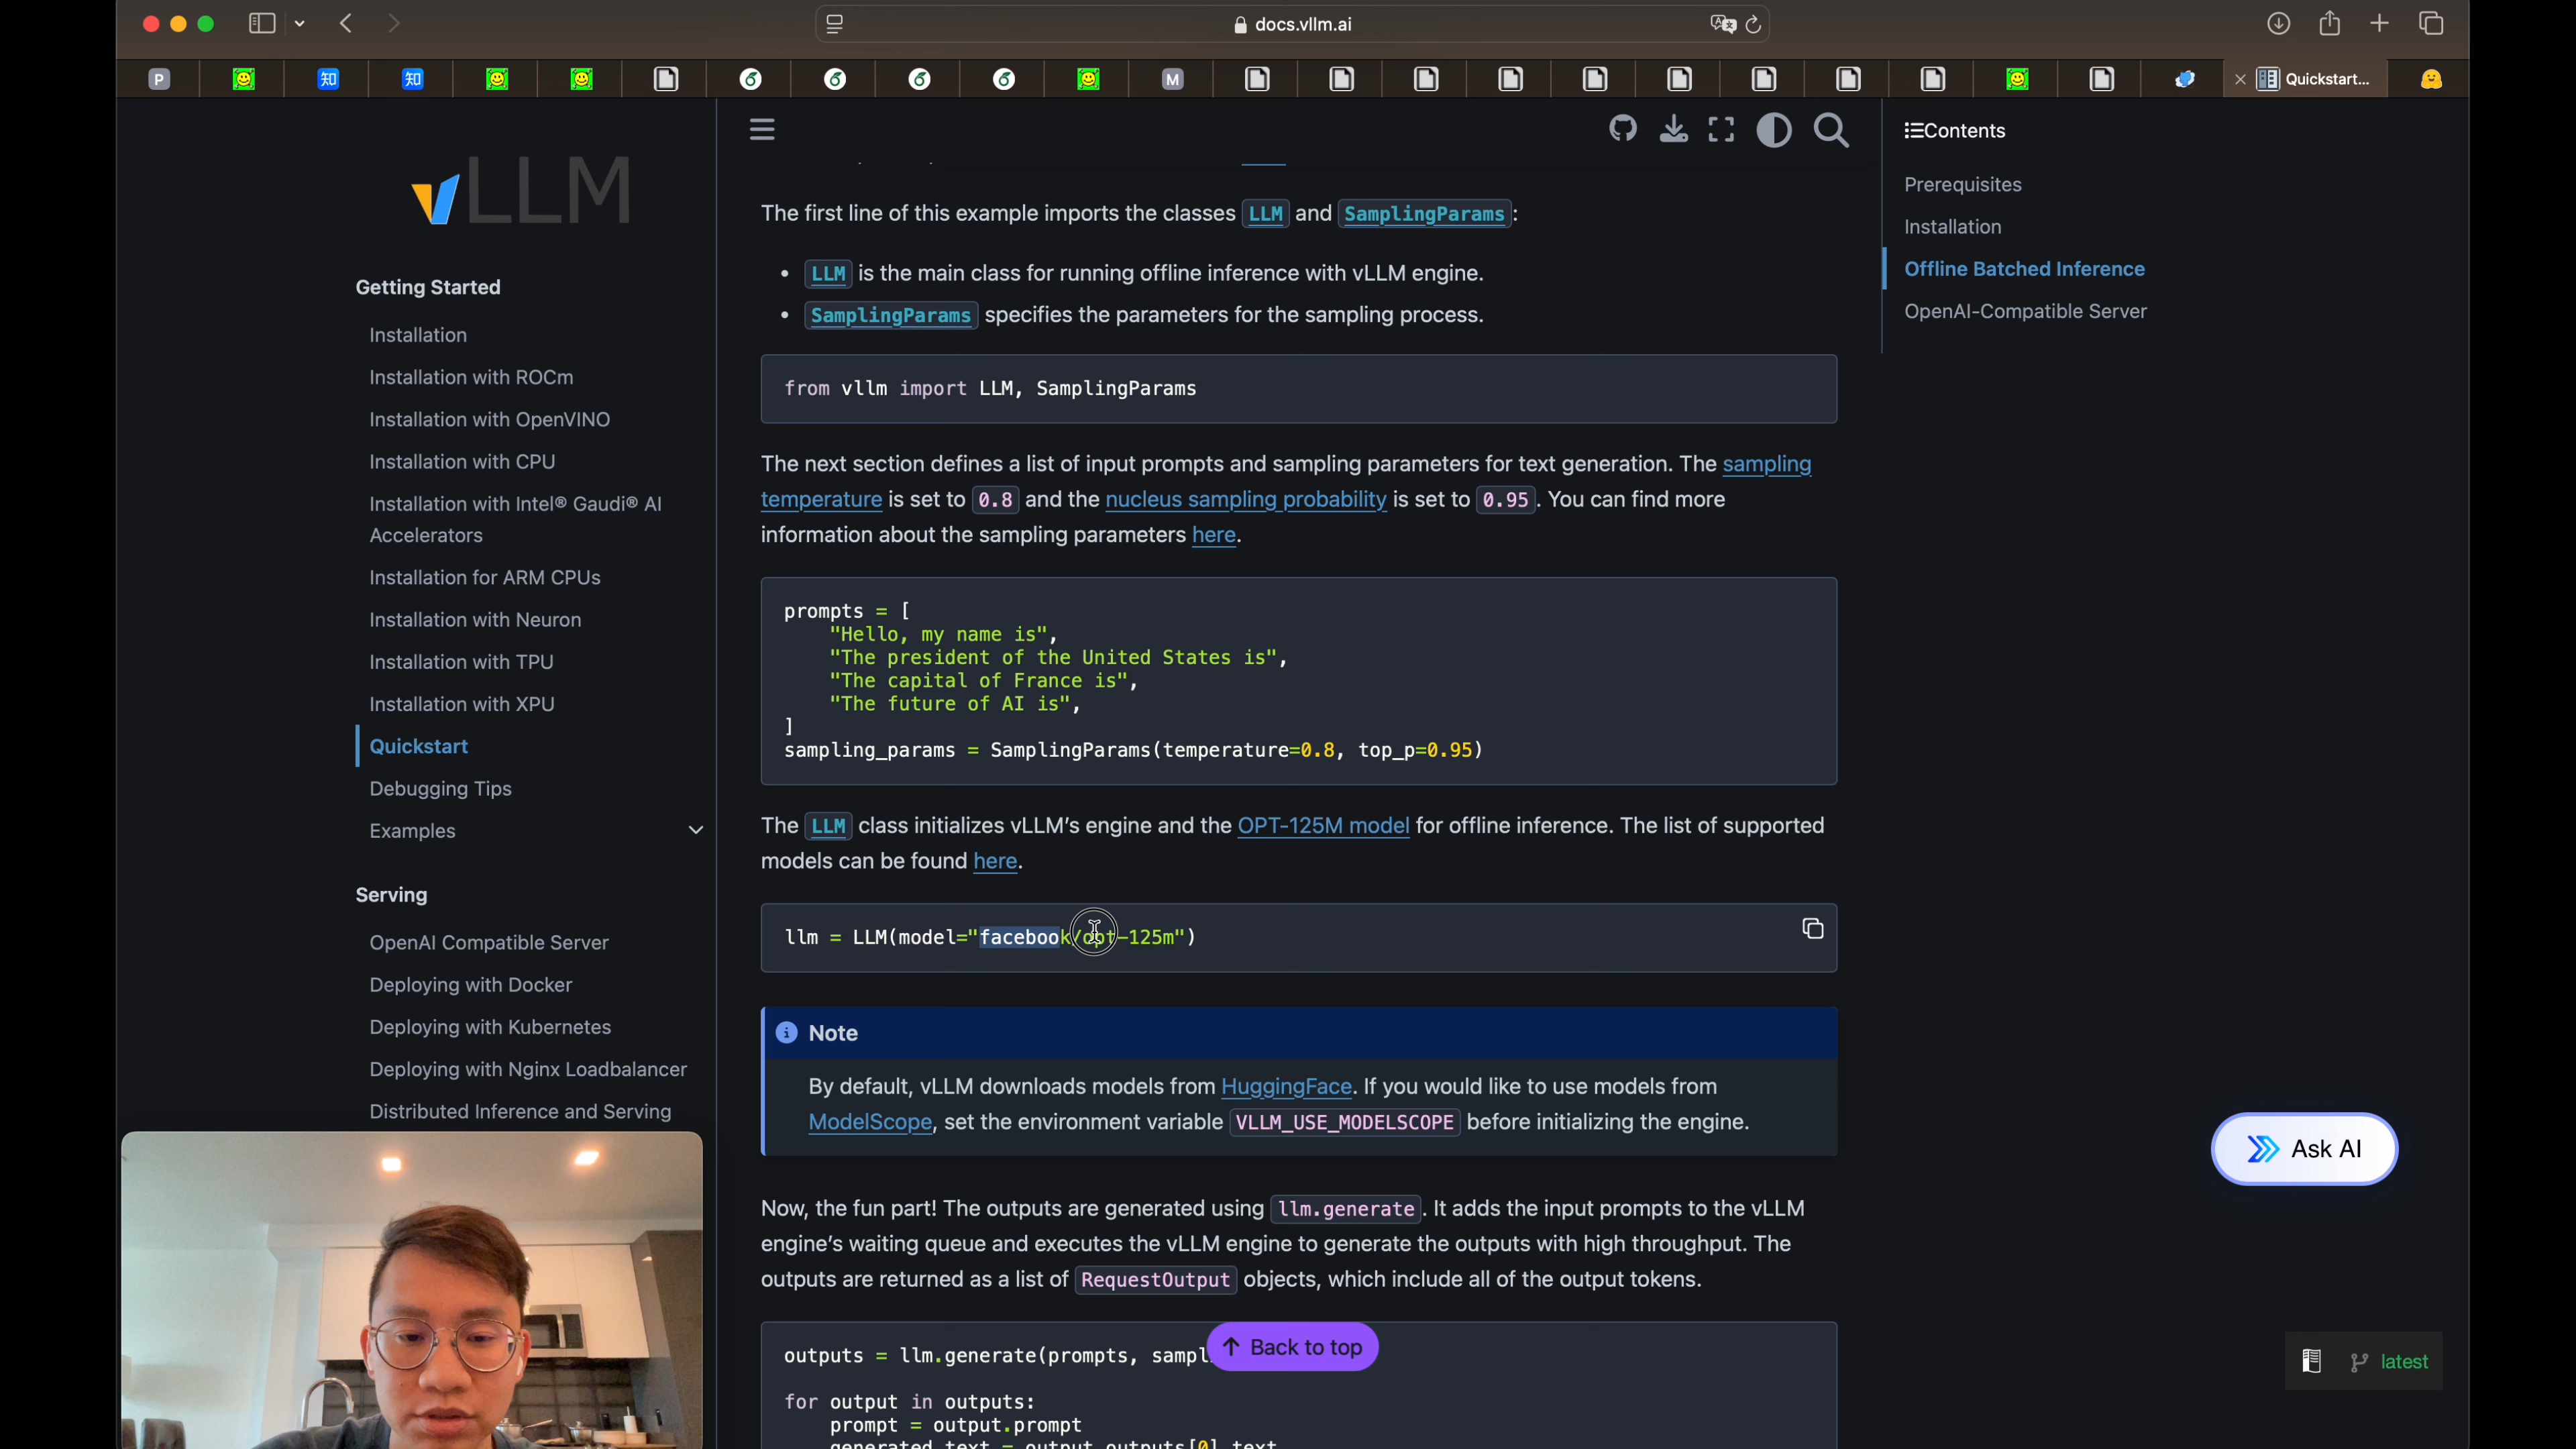 docs.vllm.ai
P
知
知
M
Quickstart...
vLLM
Getting Started
Installation
Installation with ROCm
Installation with OpenVINO
Installation with CPU
Installation with Intel® Gaudi® AI
Accelerators
Installation for ARM CPUs
Installation with Neuron
Installation with TPU
Installation with XPU
Quickstart
Debugging Tips
Examples
Serving
OpenAI Compatible Server
Deploying with Docker
Deploying with Kubernetes
Deploying with Nginx Loadbalancer
Distributed Inference and Serving
The first line of this example imports the classes LLM and SamplingParams:
• LLM is the main class for running offline inference with vLLM engine.
• SamplingParams specifies the parameters for the sampling process.
from vllm import LLM, SamplingParams
The next section defines a list of input prompts and sampling parameters for text generation. The sampling
temperature is set to 0.8 and the nucleus sampling probability is set to 0.95. You can find more
information about the sampling parameters here.
prompts = [
"Hello, my name is",
"The president of the United States is",
"The capital of France is",
"The future of AI is",
]
sampling_params = SamplingParams(temperature=0.8, top_p=0.95)
The LLM class initializes vLLM's engine and the OPT-125M model for offline inference. The list of supported
models can be found here.
llm = LLM(model="facebook/opt-125m")
Note
By default, vLLM downloads models from HuggingFace. If you would like to use models from
ModelScope, set the environment variable VLLM_USE_MODELSCOPE before initializing the engine.
Now, the fun part! The outputs are generated using llm.generate. It adds the input prompts to the vLLM
engine's waiting queue and executes the vLLM engine to generate the outputs with high throughput. The
outputs are returned as a list of RequestOutput objects, which include all of the output tokens.
outputs = llm.generate(prompts, sampl
Back to top
for output in outputs:
prompt = output.prompt
generated_text = output.outputs[0].text
Contents
Prerequisites
Installation
Offline Batched Inference
OpenAI-Compatible Server
Ask AI
latest